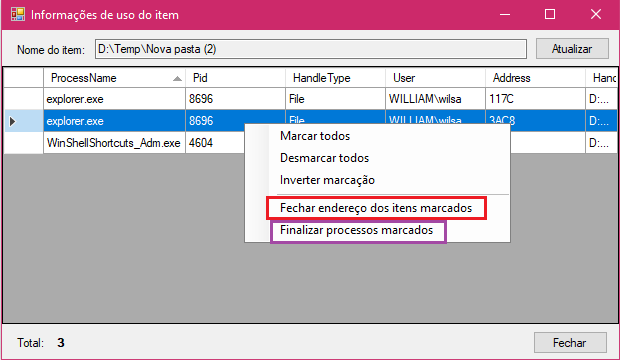 Informações de uso do item
Nome do item: D:\Temp\Nova pasta (2) Atualizar
ProcessName Pid HandleType User Address Hand
explorer.exe 8696 File WILLIAM\wilsa 117C D:...
explorer.exe 8696 File WILLIAM\wilsa 3AC8 D:...
WinShellShortcuts_Adm.exe 4604 D:...
Marcar todos
Desmarcar todos
Inverter marcação
Fechar endereço dos itens marcados
Finalizar processos marcados
Total: 3 Fechar